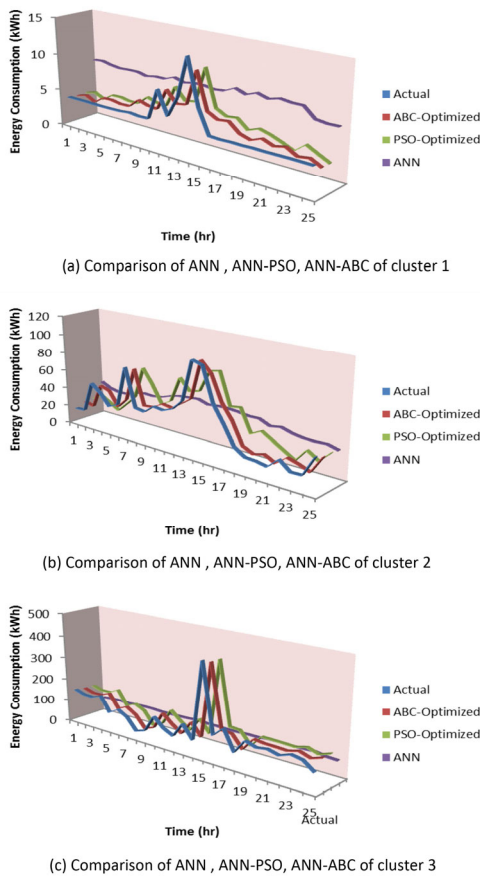 15
10
5
0
Energy Consumption (kWh)
1
3
5
7
9
11
13
15
17
19
21
23
25
Time (hr)
Actual
ABC-Optimized
PSO-Optimized
ANN
(a) Comparison of ANN , ANN-PSO, ANN-ABC of cluster 1
120
100
80
60
40
20
0
Energy Consumption (kWh)
1
3
5
7
9
11
13
15
17
19
21
23
25
Time (hr)
Actual
ABC-Optimized
PSO-Optimized
ANN
(b) Comparison of ANN , ANN-PSO, ANN-ABC of cluster 2
500
400
300
200
100
0
Energy Consumption (kWh)
1
3
5
7
9
11
13
15
17
19
21
23
25
Actual
Time (hr)
Actual
ABC-Optimized
PSO-Optimized
ANN
(c) Comparison of ANN , ANN-PSO, ANN-ABC of cluster 3